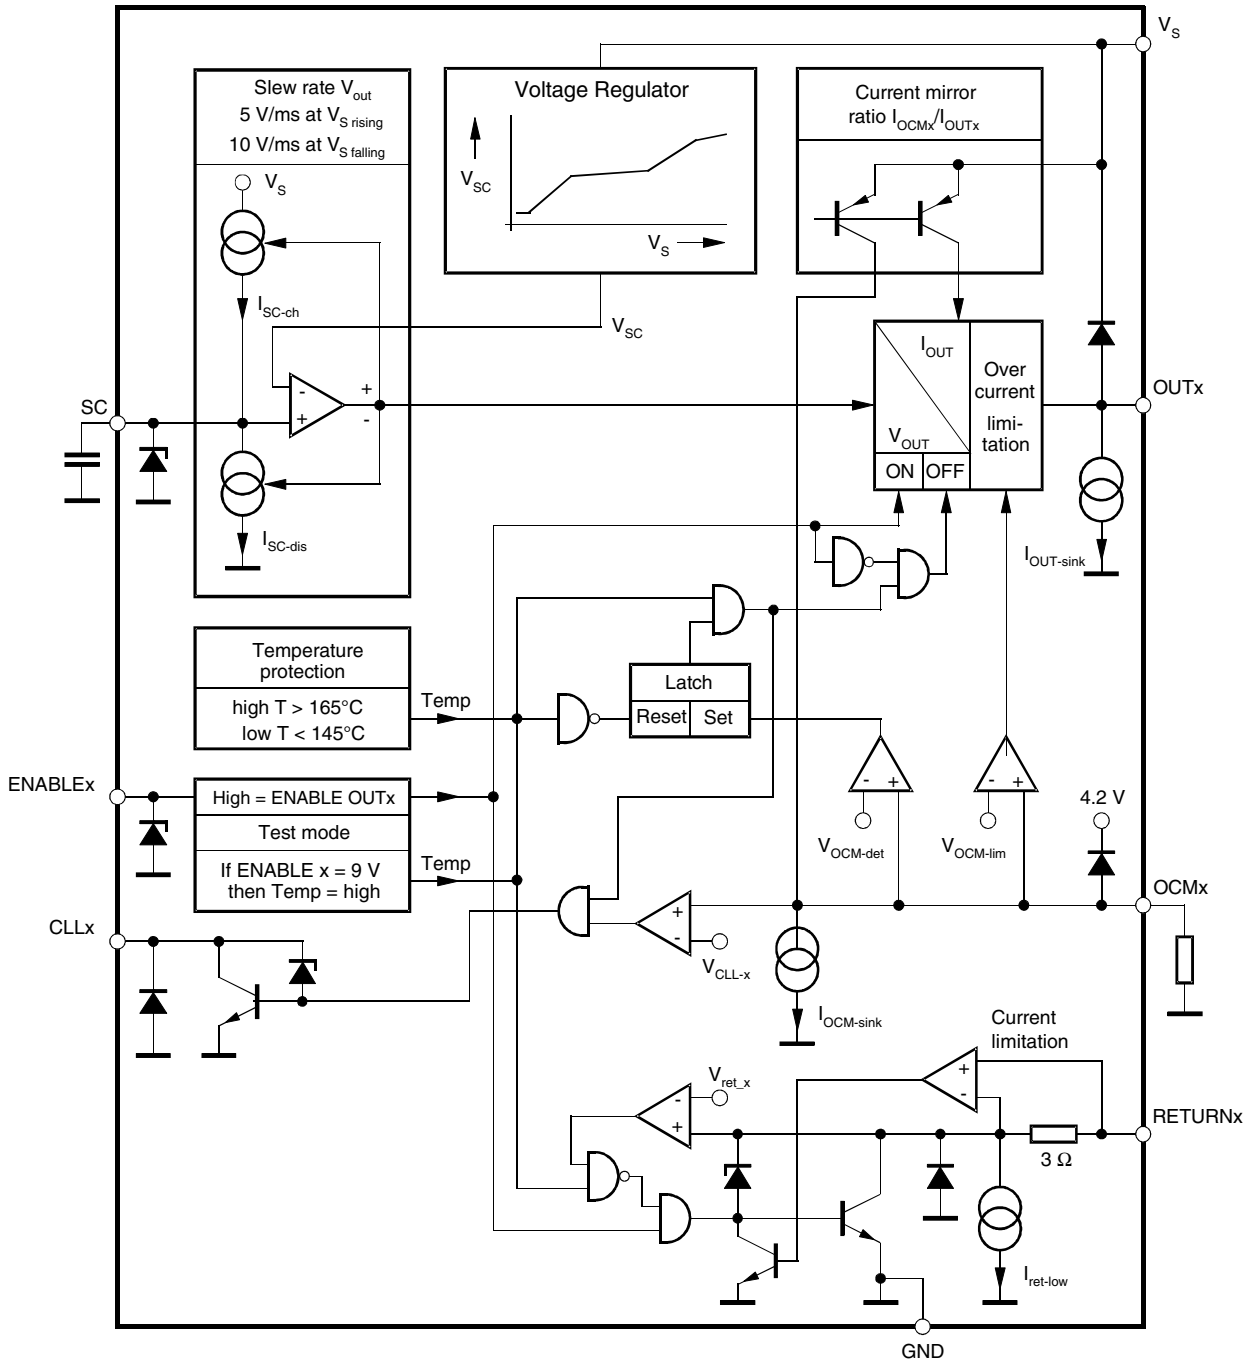 V_S
Slew rate V_out
5 V/ms at V_S rising
10 V/ms at V_S falling
V_S
I_SC-ch
+
-
-
+
SC
I_SC-dis
Voltage Regulator
V_SC
V_S
V_SC
Current mirror
ratio I_OCMx/I_OUTx
I_OUT
V_OUT
ON
OFF
Over
current
limi-
tation
OUTx
I_OUT-sink
Temperature
protection
high T > 165°C
low T < 145°C
Temp
Latch
Reset
Set
ENABLEx
High = ENABLE OUTx
Test mode
If ENABLE x = 9 V
then Temp = high
Temp
-
+
V_OCM-det
-
+
V_OCM-lim
4.2 V
OCMx
CLLx
+
-
V_CLL-x
I_OCM-sink
Current
limitation
+
-
V_ret_x
-
+
RETURNx
3 Ω
I_ret-low
GND